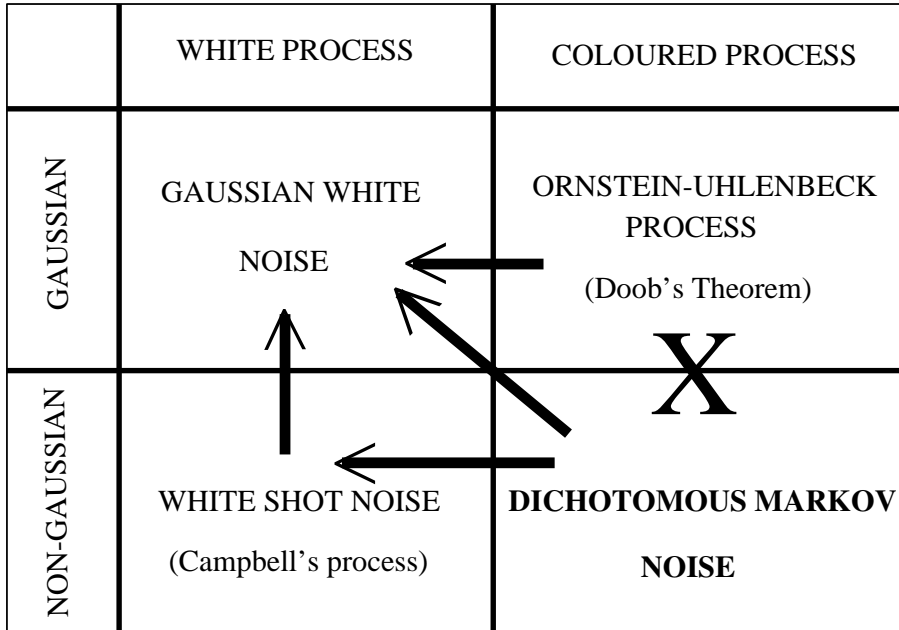 WHITE PROCESS
COLOURED PROCESS
GAUSSIAN
GAUSSIAN WHITE
NOISE
ORNSTEIN-UHLENBECK
PROCESS
(Doob's Theorem)
X
NON-GAUSSIAN
WHITE SHOT NOISE
(Campbell's process)
DICHOTOMOUS MARKOV
NOISE